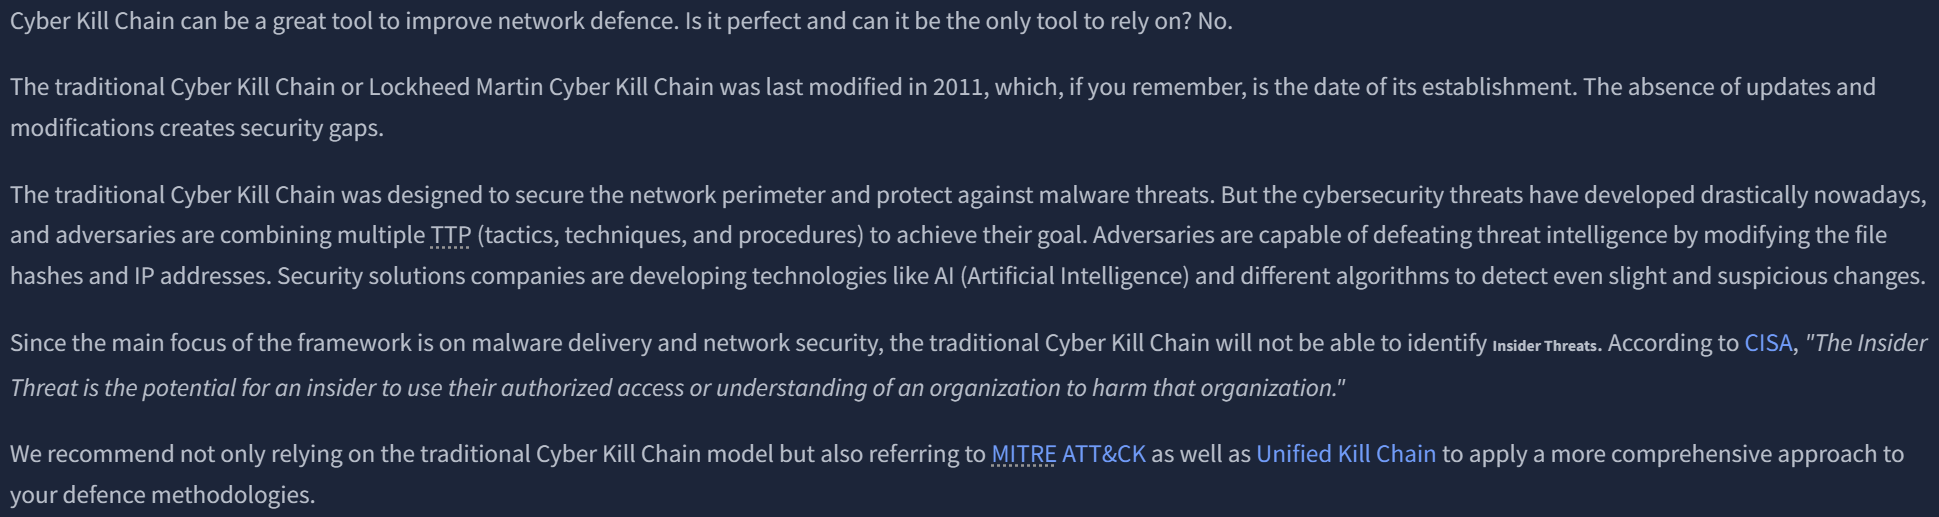 Cyber Kill Chain can be a great tool to improve network defence. Is it perfect and can it be the only tool to rely on? No.
The traditional Cyber Kill Chain or Lockheed Martin Cyber Kill Chain was last modified in 2011, which, if you remember, is the date of its establishment. The absence of updates and
modifications creates security gaps.
The traditional Cyber Kill Chain was designed to secure the network perimeter and protect against malware threats. But the cybersecurity threats have developed drastically nowadays,
and adversaries are combining multiple TTP (tactics, techniques, and procedures) to achieve their goal. Adversaries are capable of defeating threat intelligence by modifying the file
hashes and IP addresses. Security solutions companies are developing technologies like AI (Artificial Intelligence) and different algorithms to detect even slight and suspicious changes.
Since the main focus of the framework is on malware delivery and network security, the traditional Cyber Kill Chain will not be able to identify Insider Threats. According to CISA, "The Insider
Threat is the potential for an insider to use their authorized access or understanding of an organization to harm that organization."
We recommend not only relying on the traditional Cyber Kill Chain model but also referring to MITRE ATT&CK as well as Unified Kill Chain to apply a more comprehensive approach to
your defence methodologies.